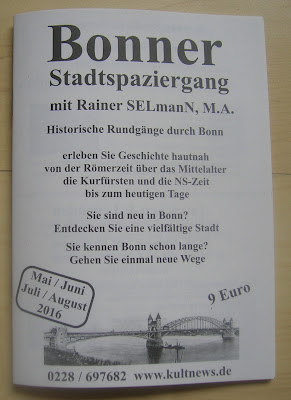 Bonner
Stadtspaziergang
mit Rainer SELmanN, M.A.
Historische Rundgänge durch Bonn
erleben Sie Geschichte hautnah
von der Römerzeit über das Mittelalter
die Kurfürsten und die NS-Zeit
bis zum heutigen Tage
Sie sind neu in Bonn?
Entdecken Sie eine vielfältige Stadt
Sie kennen Bonn schon lange?
Gehen Sie einmal neue Wege
Mai / Juni
Juli / August
2016
9 Euro
0228 / 697682 www.kultnews.de